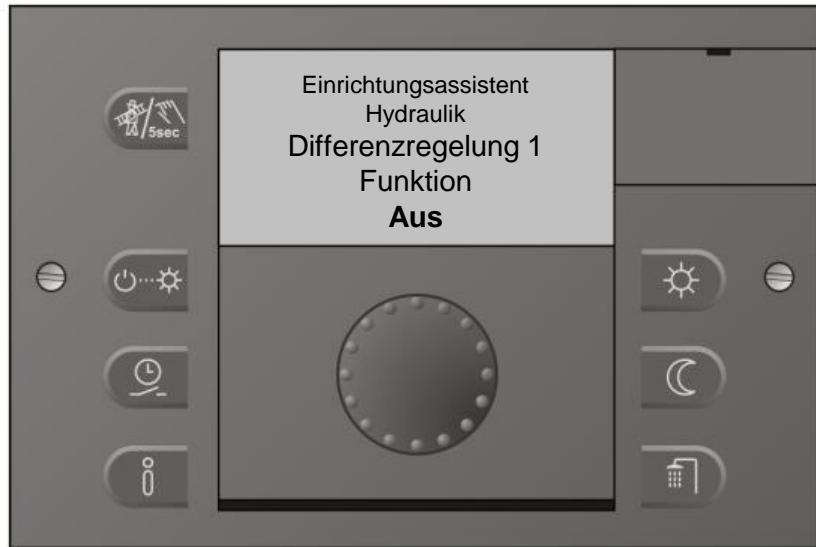 5sec
Einrichtungsassistent
Hydraulik
Differenzregelung 1
Funktion
Aus